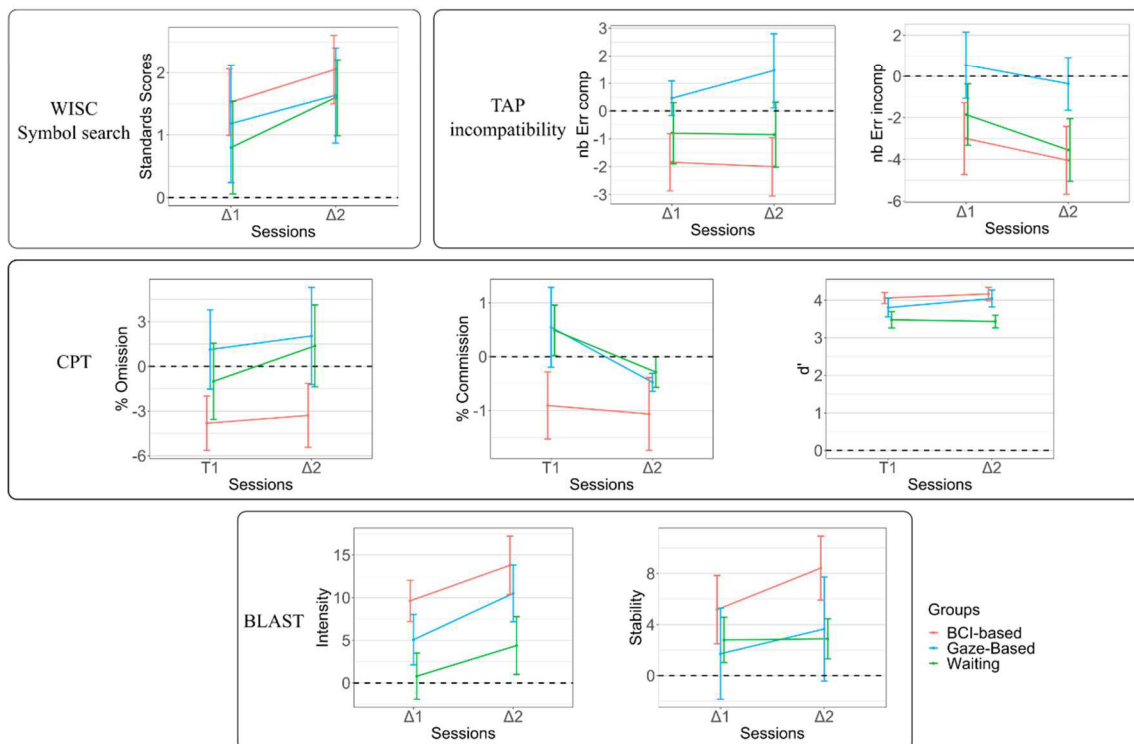 WISC
Symbol search
Standards Scores
2
1
0
Δ1
Δ2
Sessions
TAP
incompatibility
nb Err comp
3
2
1
0
-1
-2
-3
Δ1
Δ2
Sessions
nb Err incomp
2
0
-2
-4
-6
Δ1
Δ2
Sessions
CPT
% Omission
3
0
-3
-6
T1
Δ2
Sessions
% Commission
1
0
-1
T1
Δ2
Sessions
d'
4
3
2
1
0
T1
Δ2
Sessions
BLAST
Intensity
15
10
5
0
Δ1
Δ2
Sessions
Stability
8
4
0
Δ1
Δ2
Sessions
Groups
BCI-based
Gaze-Based
Waiting